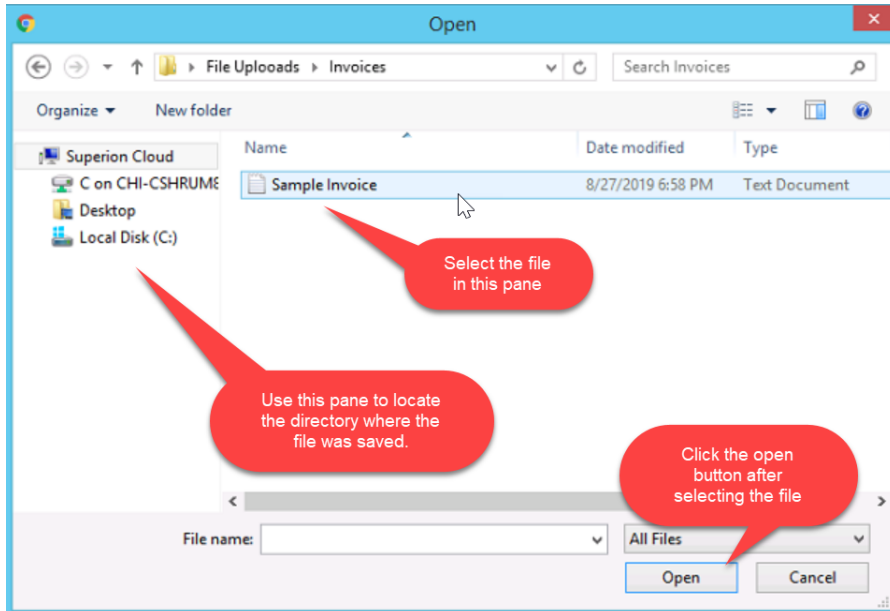 Open
File Uplooads Invoices
Search Invoices
Organize
New folder
Name
Date modified
Type
Superion Cloud
C on CHI-CSHRUM8
Desktop
Local Disk (C:)
Sample Invoice
8/27/2019 6:58 PM
Text Document
Select the file
in this pane
Use this pane to locate
the directory where the
file was saved.
Click the open
button after
selecting the file
File name:
All Files
Open
Cancel